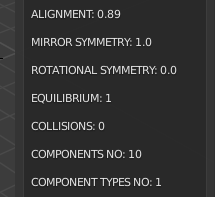 ALIGNMENT: 0.89
MIRROR SYMMETRY: 1.0
ROTATIONAL SYMMETRY: 0.0
EQUILIBRIUM: 1
COLLISIONS: 0
COMPONENTS NO: 10
COMPONENT TYPES NO: 1